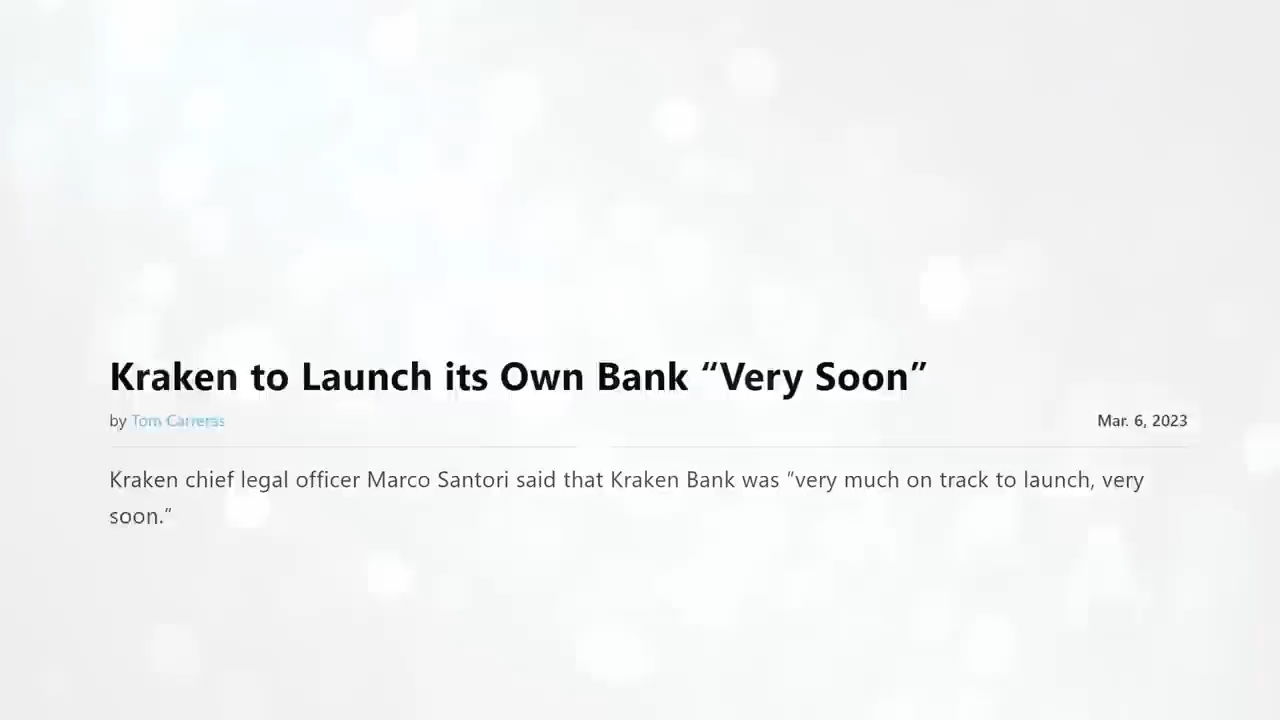 Kraken to Launch its Own Bank “Very Soon”
by Tom Carreras
Mar. 6, 2023
Kraken chief legal officer Marco Santori said that Kraken Bank was “very much on track to launch, very
soon.”